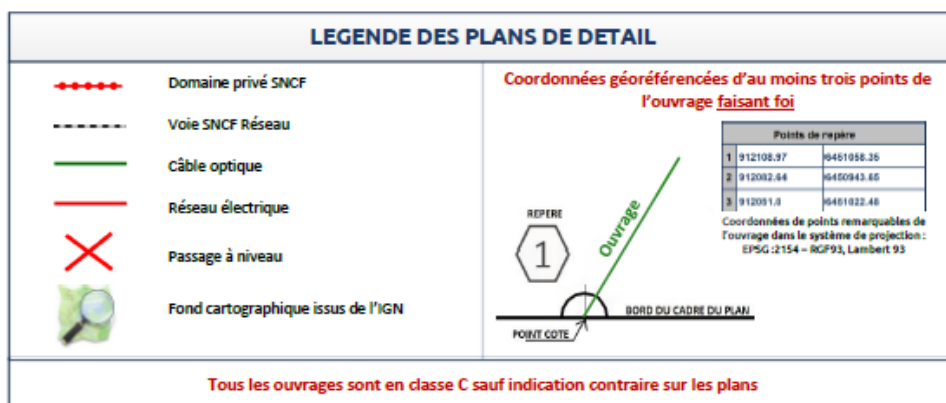 LEGENDE DES PLANS DE DETAIL
Domaine privé SNCF
Voie SNCF Réseau
Câble optique
Réseau électrique
Passage à niveau
Fond cartographique issus de l'IGN
Coordonnées géoréférencées d'au moins trois points de
l'ouvrage faisant foi
Points de repère
1 912108.97 6461058.35
2 912082.64 6450943.65
3 912051.0 6461022.48
Coordonnées de points remarquables de
l'ouvrage dans le système de projection :
EPSG :2154 – RGF93, Lambert 93
REPERE
1
Ouvrage
BORD DU CADRE DU PLAN
POINT COTE
Tous les ouvrages sont en classe C sauf indication contraire sur les plans